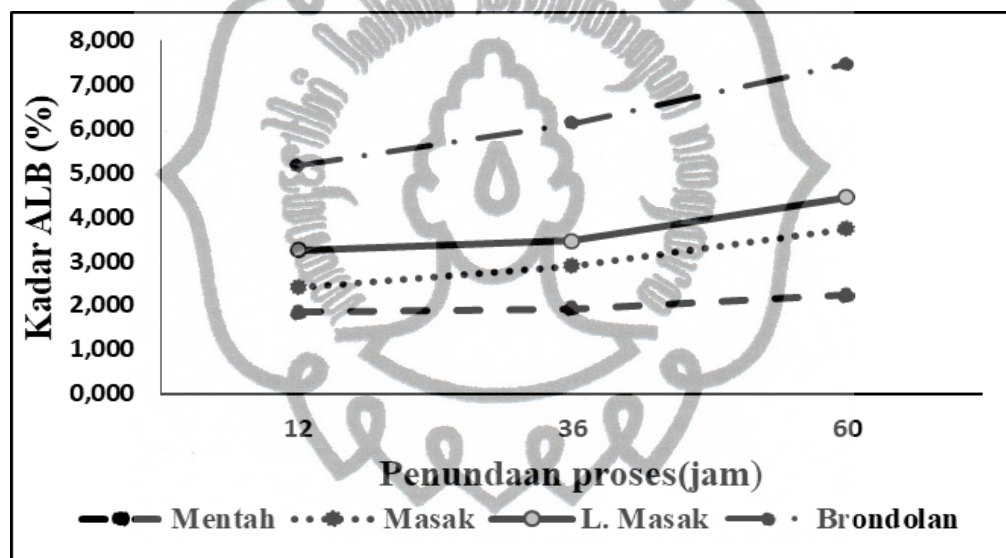 8,000
7,000
6,000
5,000
4,000
3,000
2,000
1,000
0,000
Kadar ALB (%)
12 36 60
Penundaan proses(jam)
Mentah Masak L. Masak Brondolan